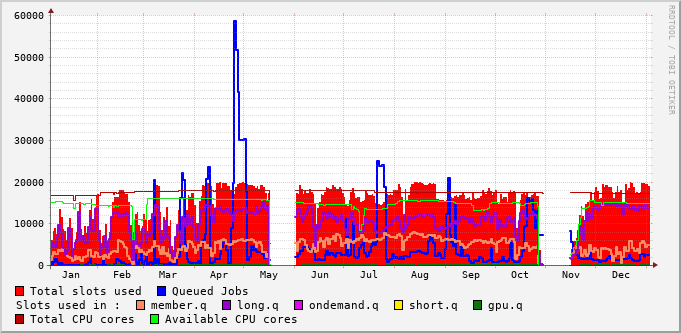 60000
50000
40000
30000
20000
10000
0
Jan Feb Mar Apr May Jun Jul Aug Sep Oct Nov Dec
RRDTOOL / TOBI OETIKER
Total slots used Queued Jobs
Slots used in : member.q long.q ondemand.q short.q gpu.q
Total CPU cores Available CPU cores